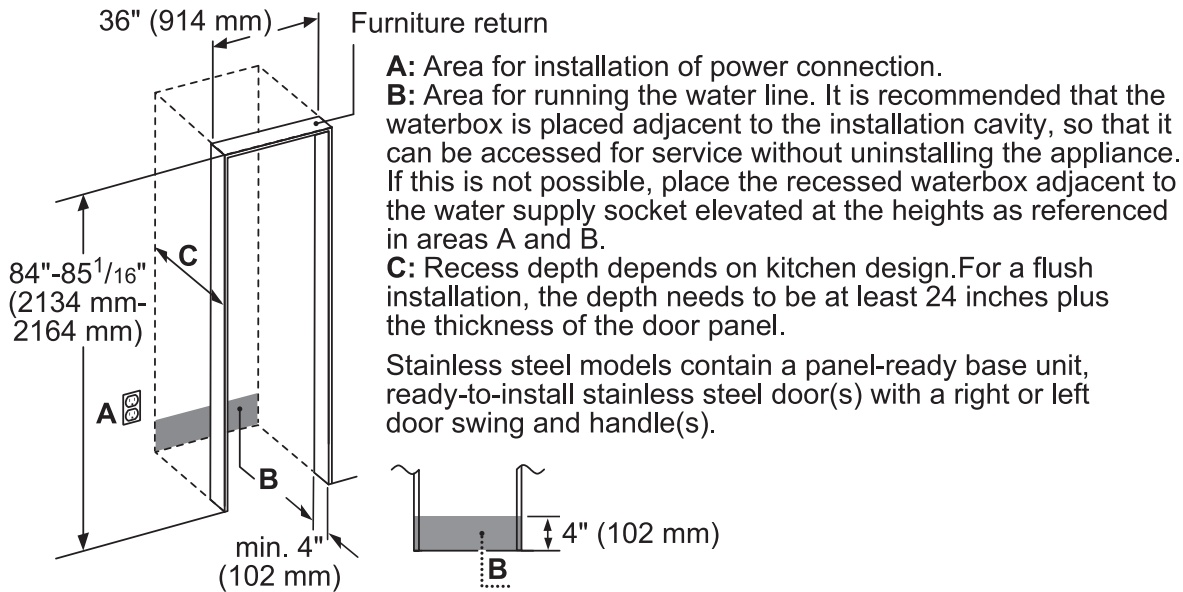 36" (914 mm)
Furniture return
A: Area for installation of power connection.
B: Area for running the water line. It is recommended that the
waterbox is placed adjacent to the installation cavity, so that it
can be accessed for service without uninstalling the appliance.
If this is not possible, place the recessed waterbox adjacent to
the water supply socket elevated at the heights as referenced
in areas A and B.
C: Recess depth depends on kitchen design.For a flush
installation, the depth needs to be at least 24 inches plus
the thickness of the door panel.
Stainless steel models contain a panel-ready base unit,
ready-to-install stainless steel door(s) with a right or left
door swing and handle(s).
C
84"-85 1/16"
(2134 mm-
2164 mm)
A
B
min. 4"
(102 mm)
4" (102 mm)
B